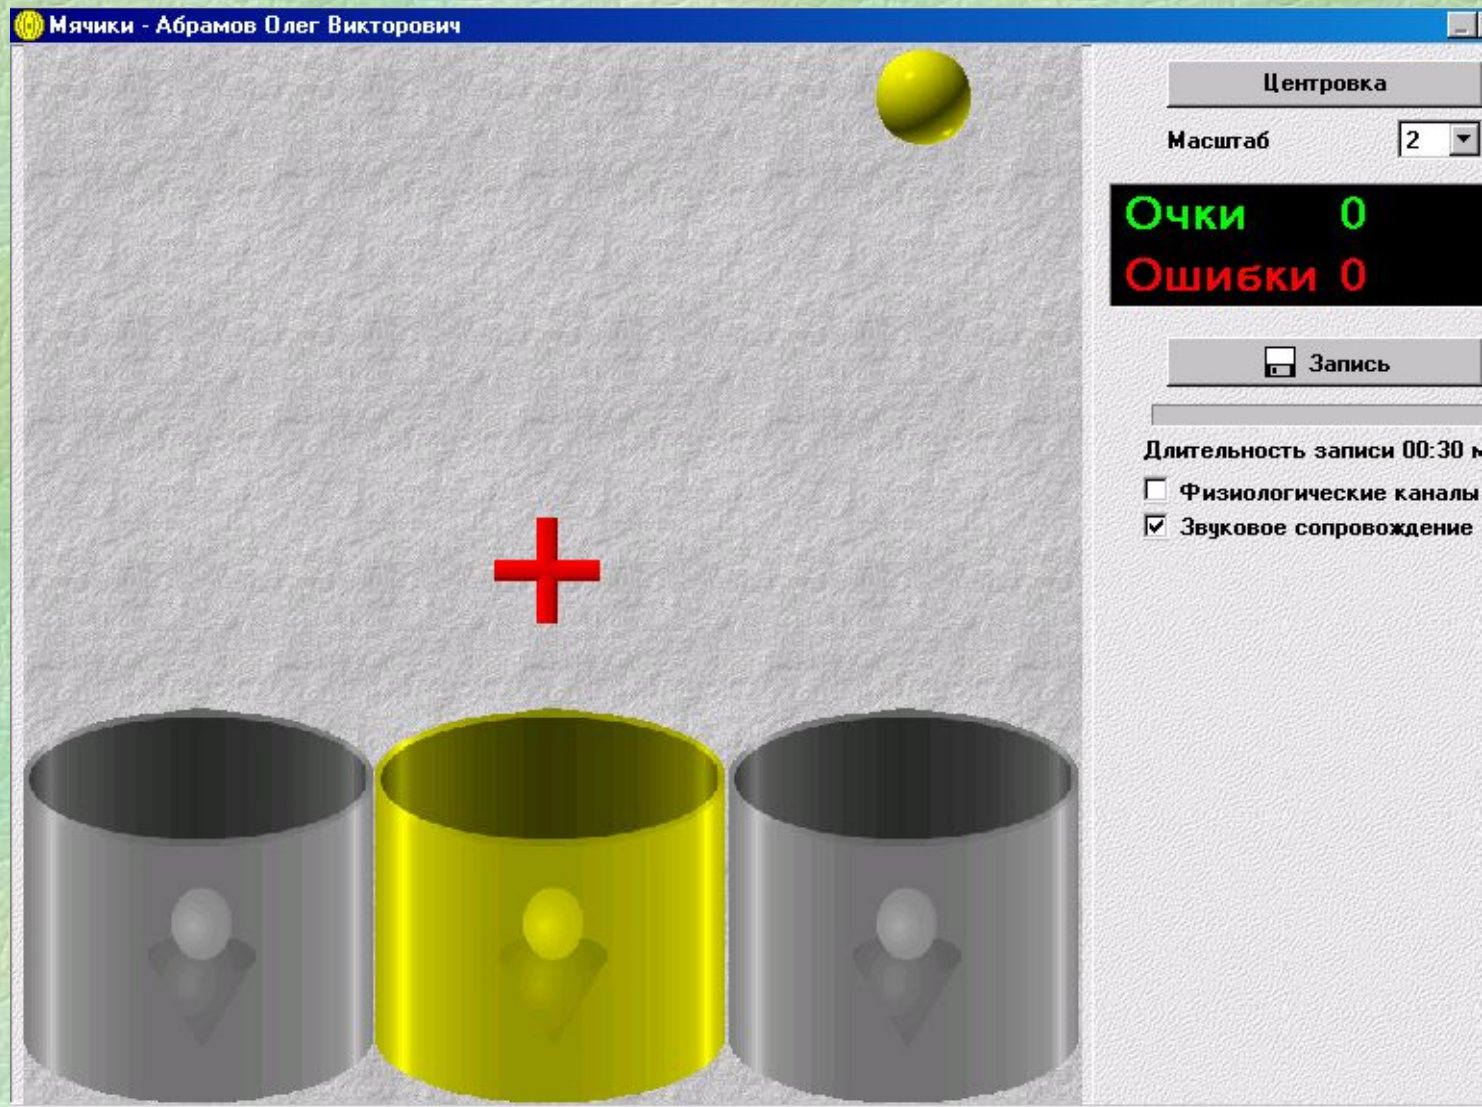 Мячики - Абрамов Олег Викторович
Центровка
Масштаб 2
Очки 0
Ошибки 0
Запись
Длительность записи 00:30
Физиологические каналы
Звуковое сопровождение